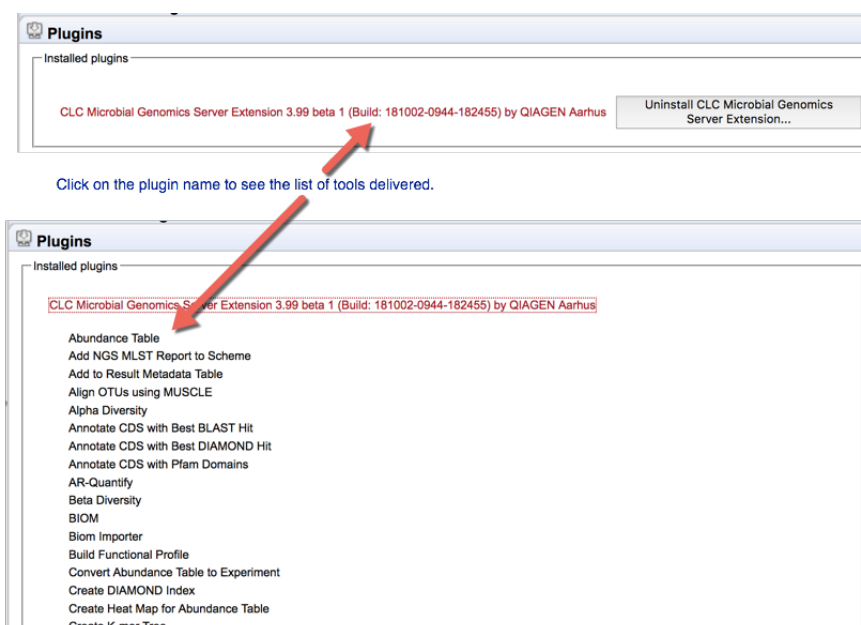 Plugins
Installed plugins
CLC Microbial Genomics Server Extension 3.99 beta 1 (Build: 181002-0944-182455) by QIAGEN Aarhus
Uninstall CLC Microbial Genomics
Server Extension...
Click on the plugin name to see the list of tools delivered.
Plugins
Installed plugins
CLC Microbial Genomics Server Extension 3.99 beta 1 (Build: 181002-0944-182455) by QIAGEN Aarhus
Abundance Table
Add NGS MLST Report to Scheme
Add to Result Metadata Table
Align OTUs using MUSCLE
Alpha Diversity
Annotate CDS with Best BLAST Hit
Annotate CDS with Best DIAMOND Hit
Annotate CDS with Pfam Domains
AR-Quantify
Beta Diversity
BIOM
Biom Importer
Build Functional Profile
Convert Abundance Table to Experiment
Create DIAMOND Index
Create Heat Map for Abundance Table
Create K-mer Tree